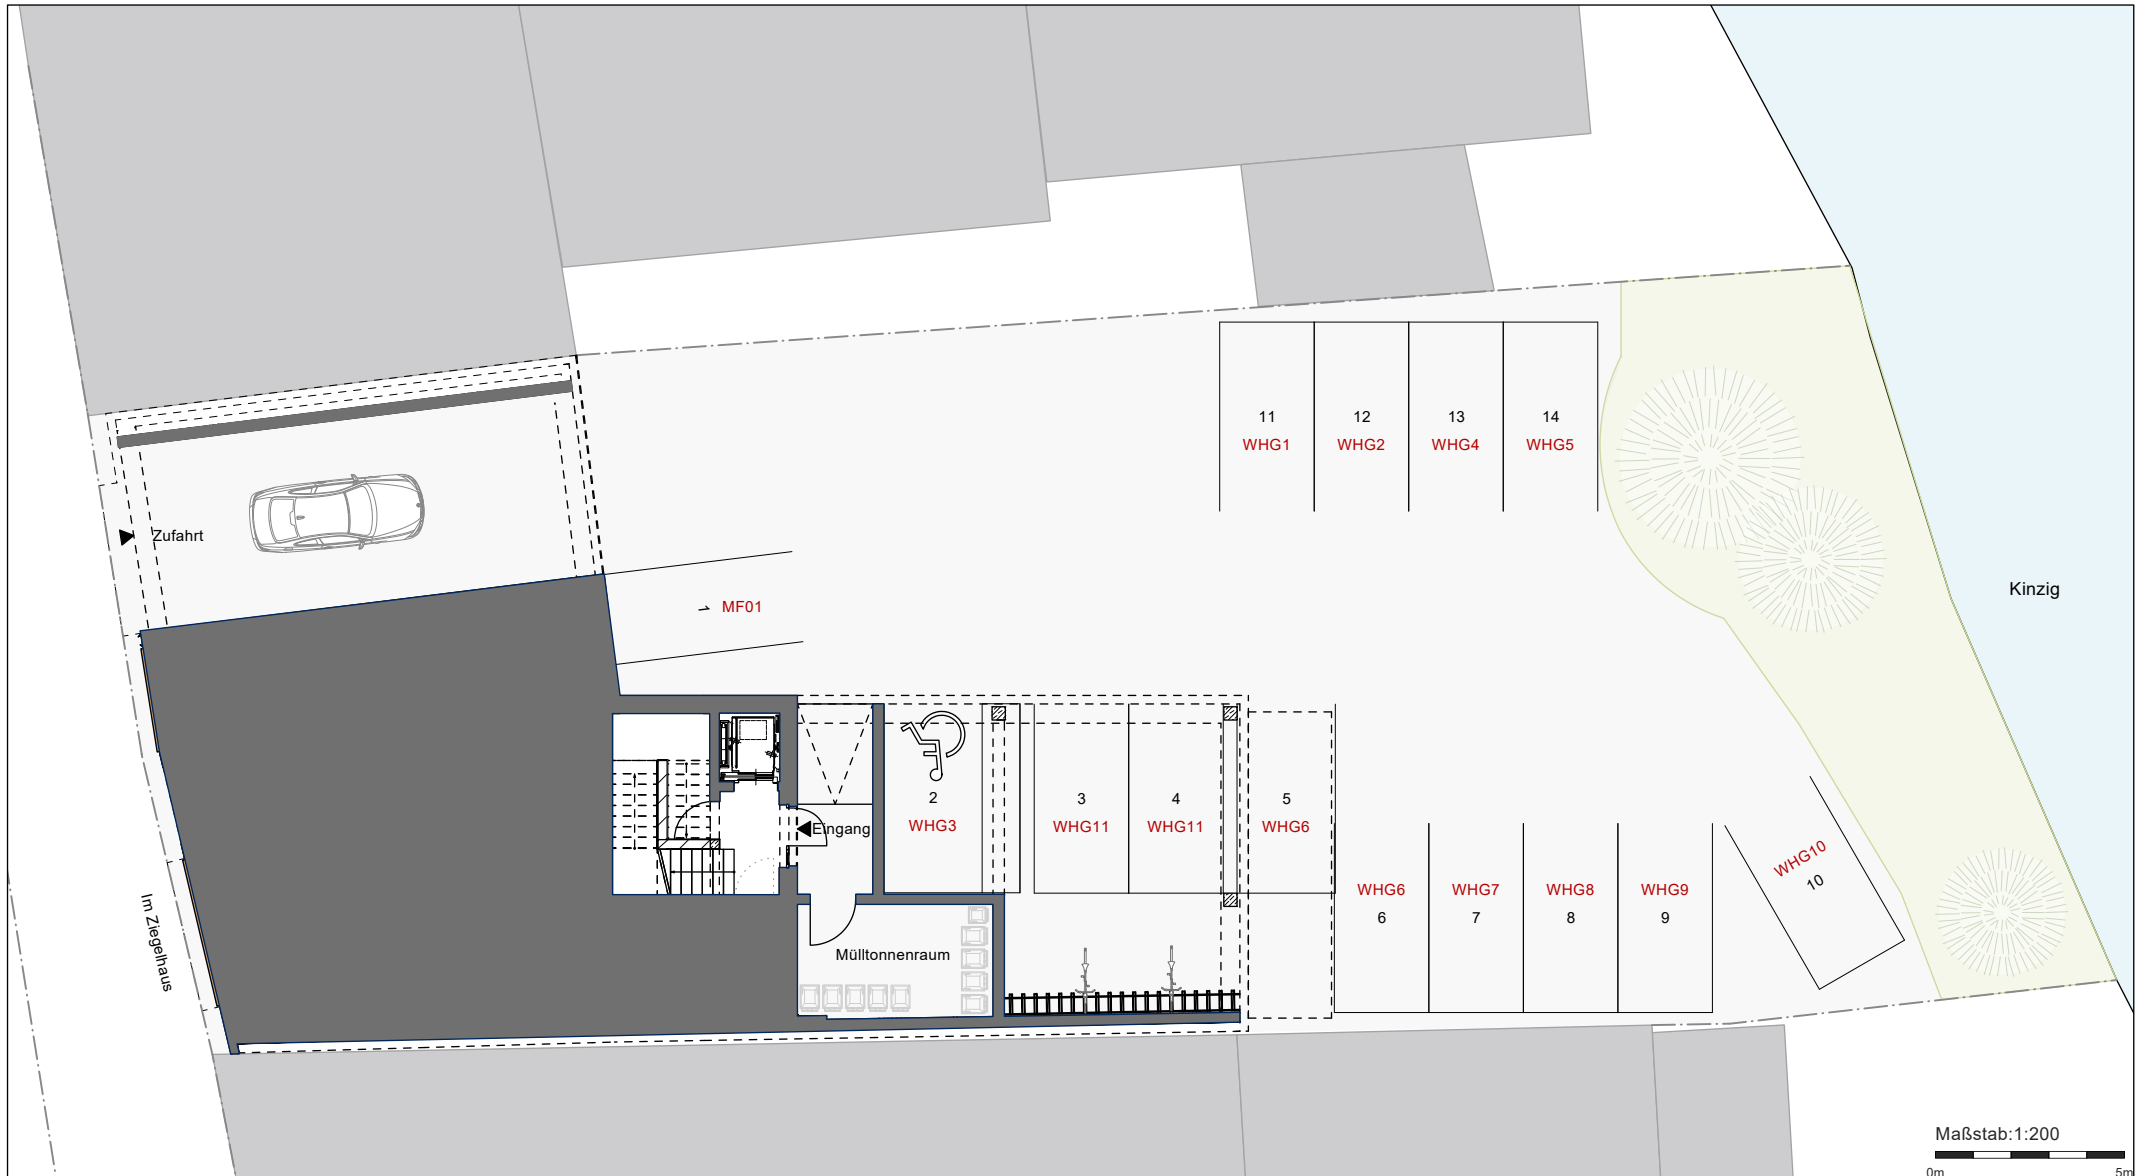 11
WHG1
12
WHG2
13
WHG4
14
WHG5
Zufahrt
Kinzig
1 MF01
2
WHG3
3
WHG11
4
WHG11
5
WHG6
Eingang
WHG6
6
WHG7
7
WHG8
8
WHG9
9
WHG10
10
Im Ziegelhaus
Mülltonnenraum
Maßstab:1:200
0m 5m